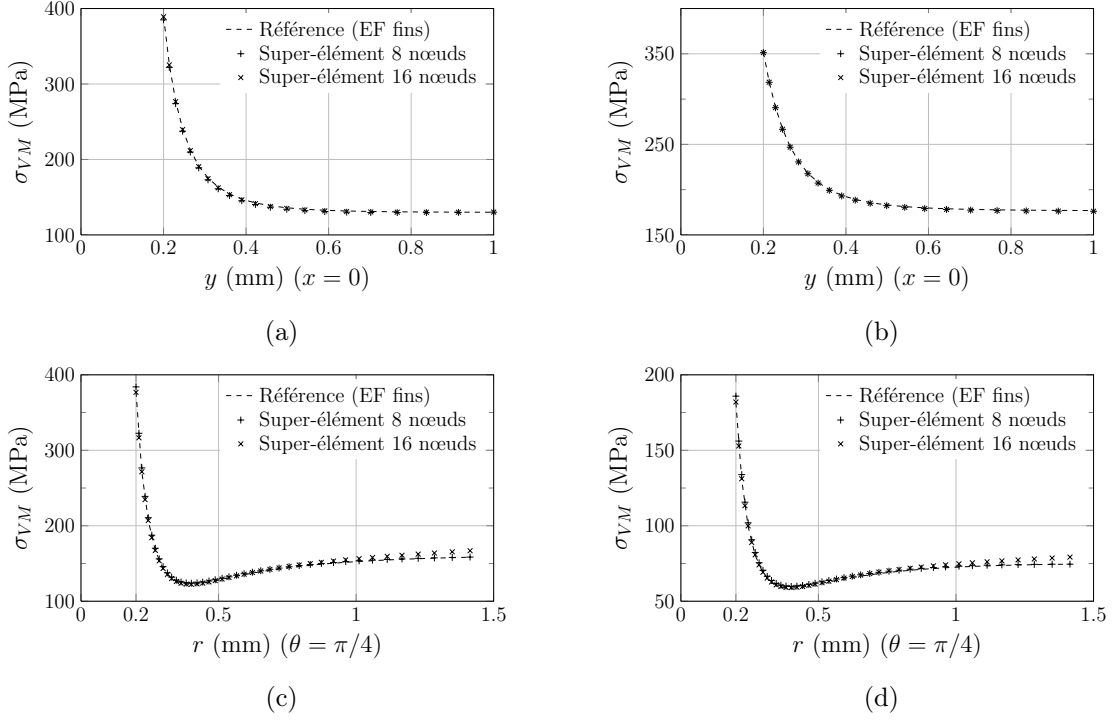 400
300
200
100
0
0.2
0.4
0.6
0.8
1
σVM (MPa)
y (mm) (x = 0)
Référence (EF fins)
Super-élément 8 nœuds
Super-élément 16 nœuds
(a)
350
250
150
0
0.2
0.4
0.6
0.8
1
σVM (MPa)
y (mm) (x = 0)
Référence (EF fins)
Super-élément 8 nœuds
Super-élément 16 nœuds
(b)
400
300
200
100
0
0.2
0.5
1
1.5
σVM (MPa)
r (mm) (θ = π/4)
Référence (EF fins)
Super-élément 8 nœuds
Super-élément 16 nœuds
(c)
200
150
100
50
0
0.2
0.5
1
1.5
σVM (MPa)
r (mm) (θ = π/4)
Référence (EF fins)
Super-élément 8 nœuds
Super-élément 16 nœuds
(d)